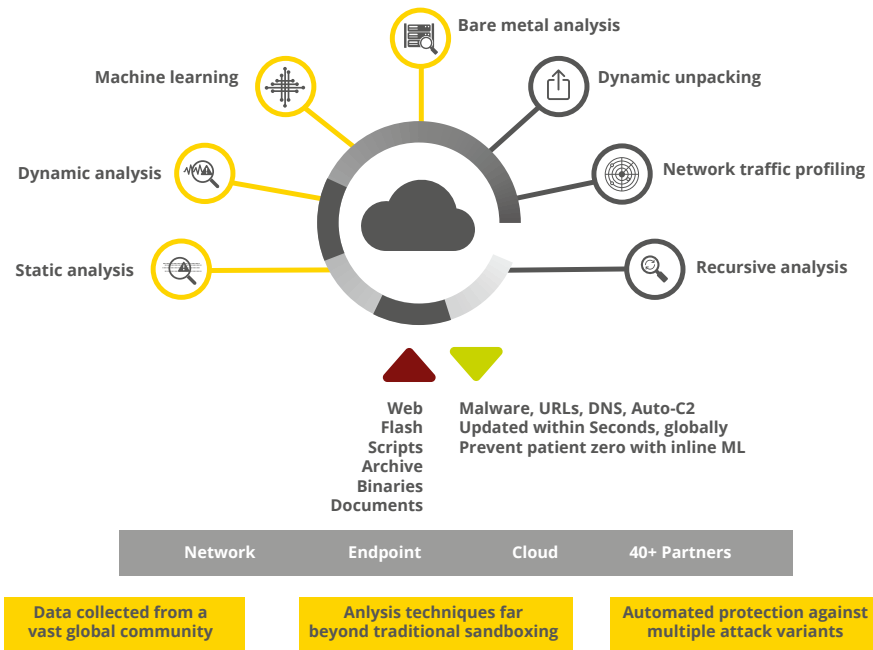 Bare metal analysis
Machine learning
Dynamic unpacking
Dynamic analysis
Network traffic profiling
Static analysis
Recursive analysis
Web
Flash
Scripts
Archive
Binaries
Documents
Malware, URLs, DNS, Auto-C2
Updated within Seconds, globally
Prevent patient zero with inline ML
Network
Endpoint
Cloud
40+ Partners
Data collected from a
vast global community
Anlysis techniques far
beyond traditional sandboxing
Automated protection against
multiple attack variants